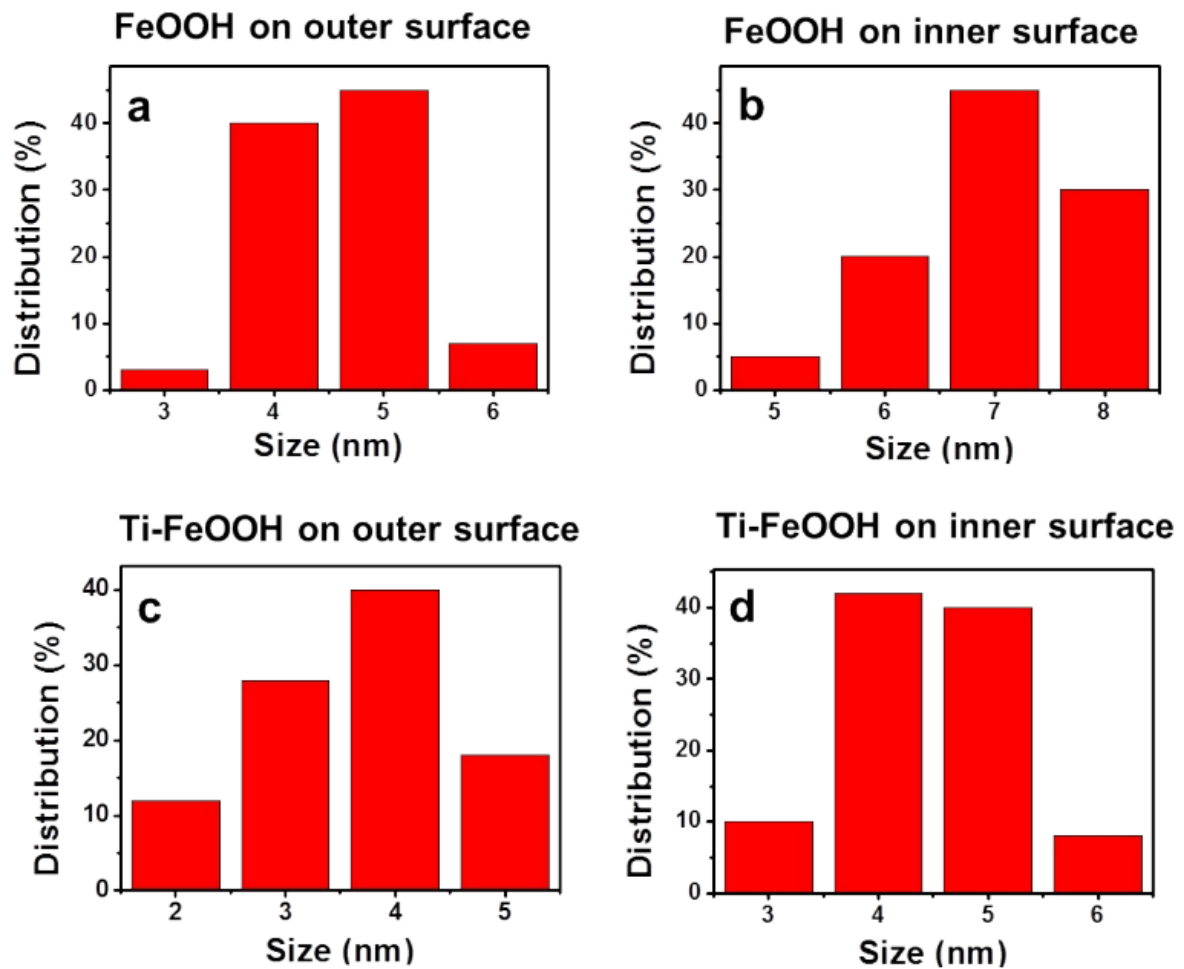 FeOOH on outer surface
a
Distribution (%)
40
30
20
10
0
3 4 5 6
Size (nm)
FeOOH on inner surface
b
Distribution (%)
40
30
20
10
0
5 6 7 8
Size (nm)
Ti-FeOOH on outer surface
c
Distribution (%)
40
30
20
10
0
2 3 4 5
Size (nm)
Ti-FeOOH on inner surface
d
Distribution (%)
40
30
20
10
0
3 4 5 6
Size (nm)